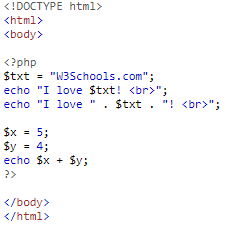 <!DOCTYPE html>
<html>
<body>

<?php
$txt = "W3Schools.com";
echo "I love $txt! <br>";
echo "I love " . $txt . "! <br>";

$x = 5;
$y = 4;
echo $x + $y;
?>

</body>
</html>